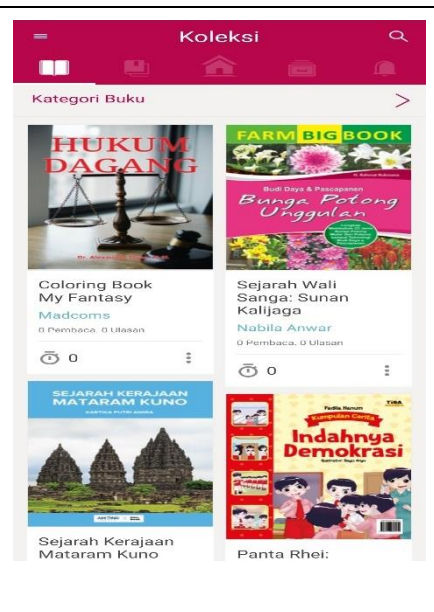 Koleksi
Kategori Buku
HUKUM
DAGANG
Coloring Book
My Fantasy
Madcoms
0 Pembaca. 0 Ulasan
0
FARM BIG BOOK
Budi Daya & Pascapanen
Bunga Potong
Unggulan
Sejarah Wali
Sanga: Sunan
Kalijaga
Nabila Anwar
0 Pembaca. 0 Ulasan
0
SEJARAH KERAJAAN
MATARAM KUNO
Sejarah Kerajaan
Mataram Kuno
TIGA
Fadila Hanum
Kumpulan Cerita
Indahnya
Demokrasi
Panta Rhei: